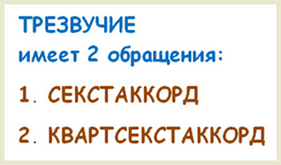 ТРЕЗВУЧИЕ
имеет 2 обращения:
1. СЕКСТАККОРД
2. КВАРТСЕКСТАККОРД